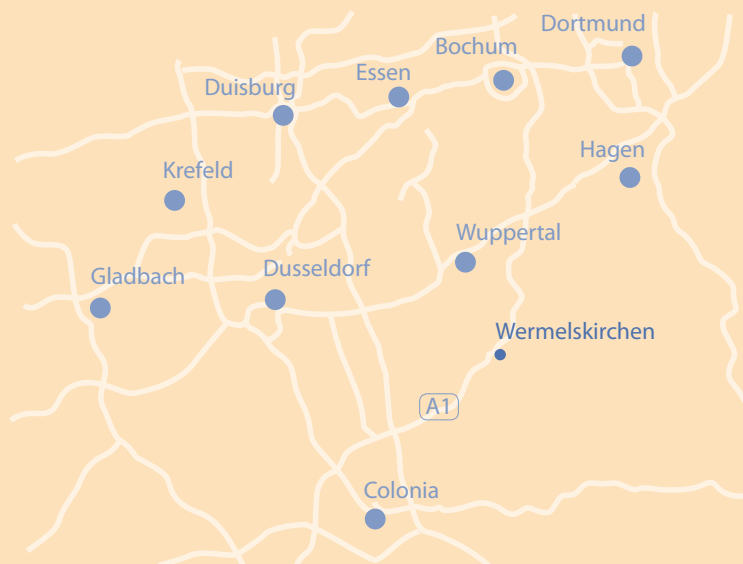 Dortmund
Bochum
Essen
Duisburg
Hagen
Krefeld
Wuppertal
Dusseldorf
Gladbach
Wermelskirchen
A1
Colonia